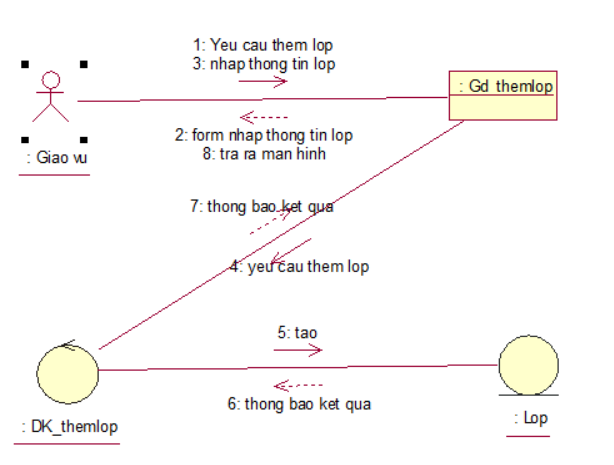 1: Yeu cau them lop
3: nhap thong tin lop
: Gd_themlop
2: form nhap thong tin lop
8: tra ra man hinh
: Giao vu
7: thong bao ket qua
4: yeu cau them lop
5: tao
6: thong bao ket qua
: Lop
: DK_themlop